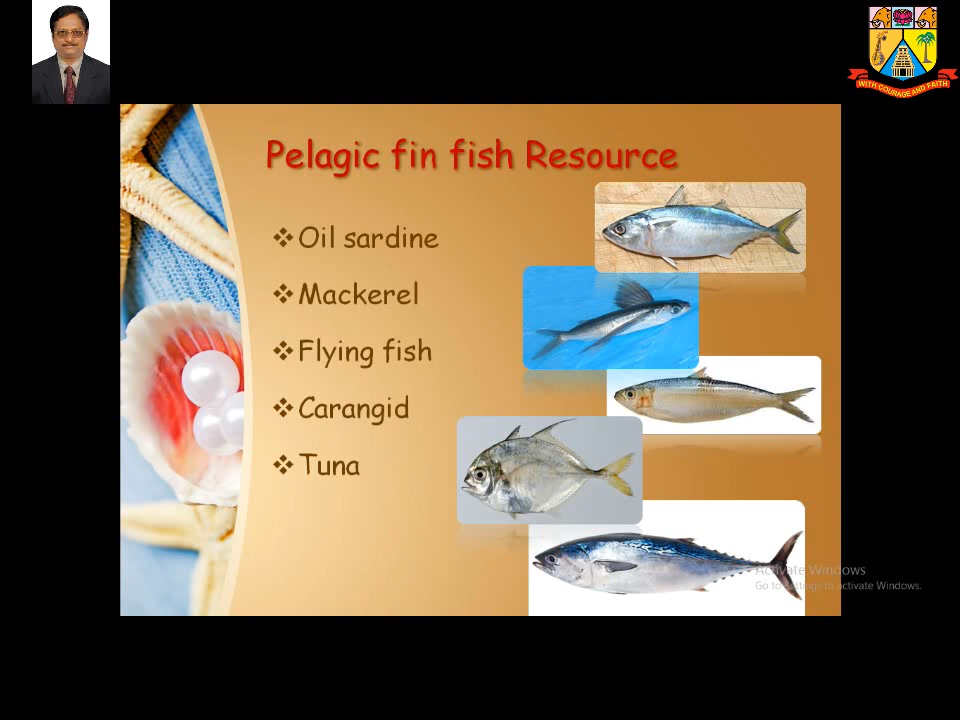 WITH COURAGE AND FAITH
Pelagic fin fish Resource
❖Oil sardine
❖Mackerel
❖Flying fish
❖Carangid
❖Tuna
Activate Windows
Go to Settings to activate Windows.